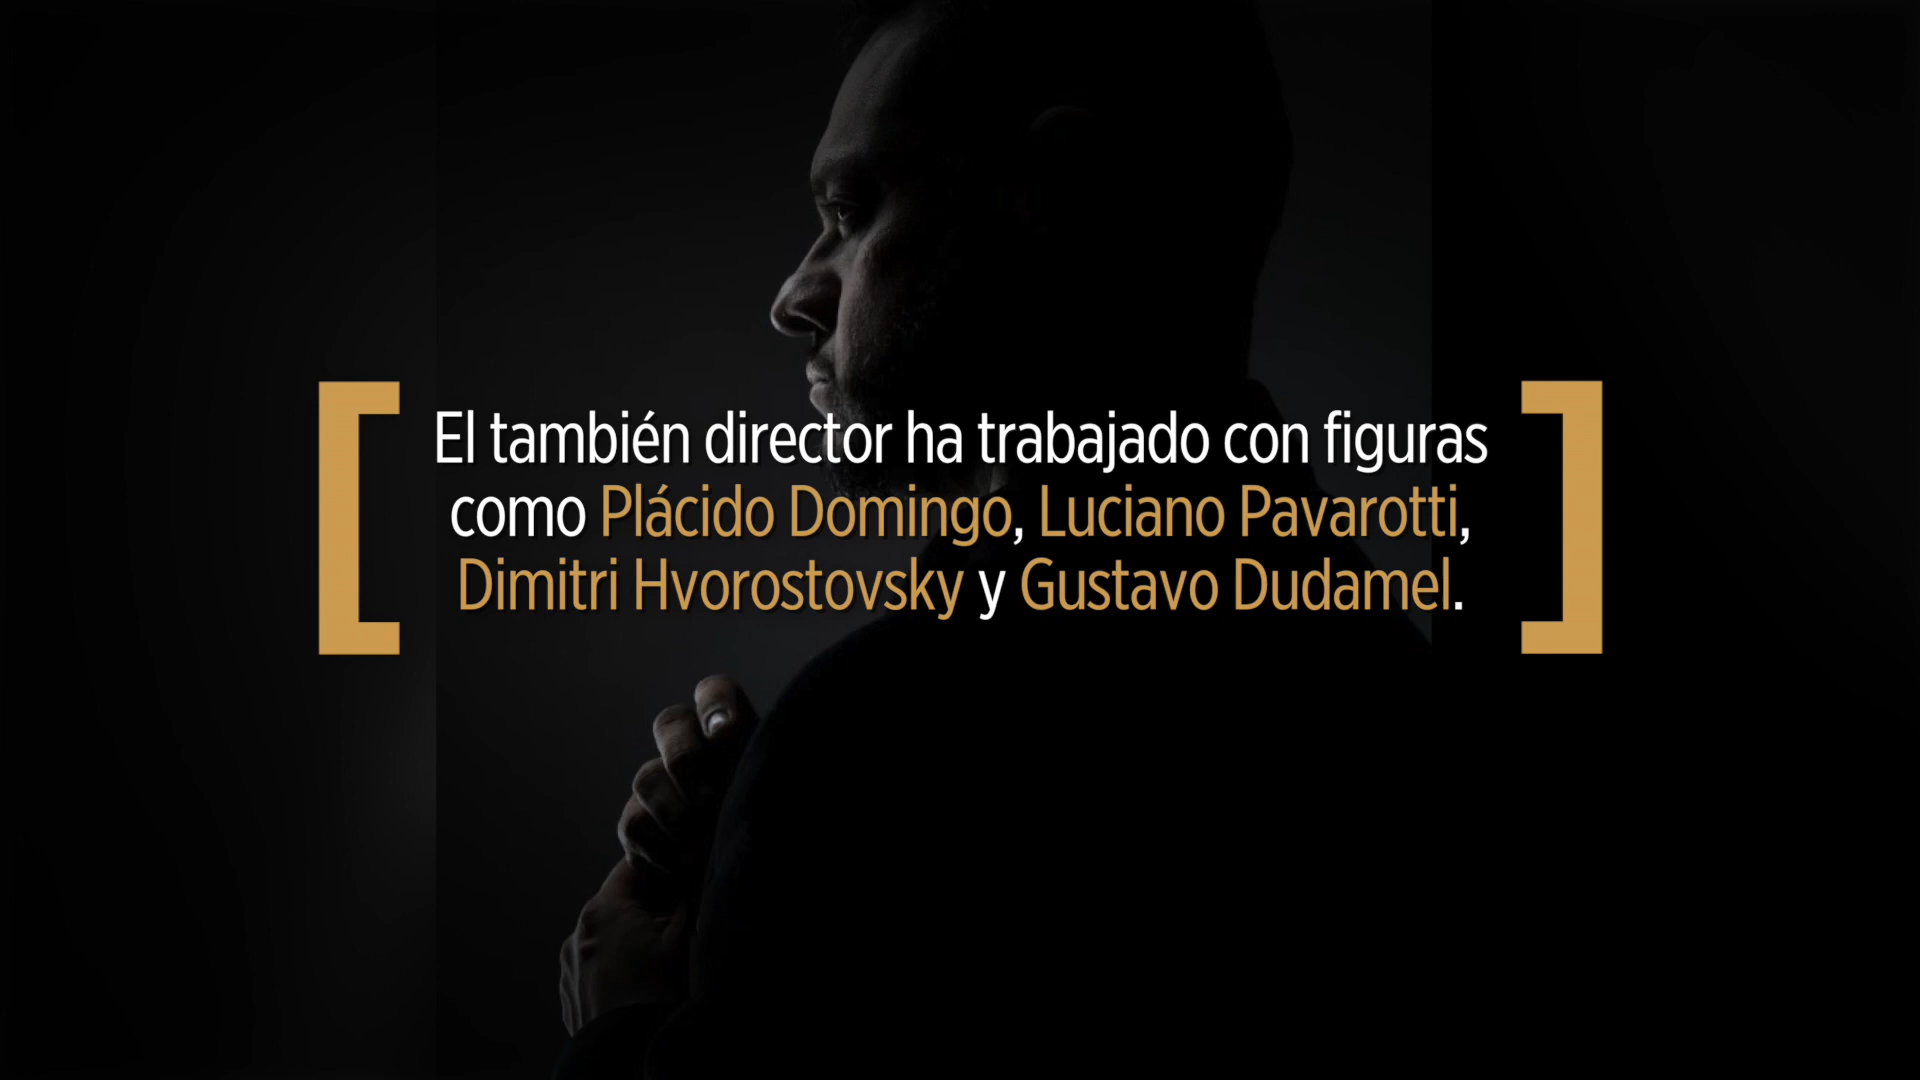 El también director ha trabajado con figuras
como Plácido Domingo, Luciano Pavarotti,
Dimitri Hvorostovsky y Gustavo Dudamel.